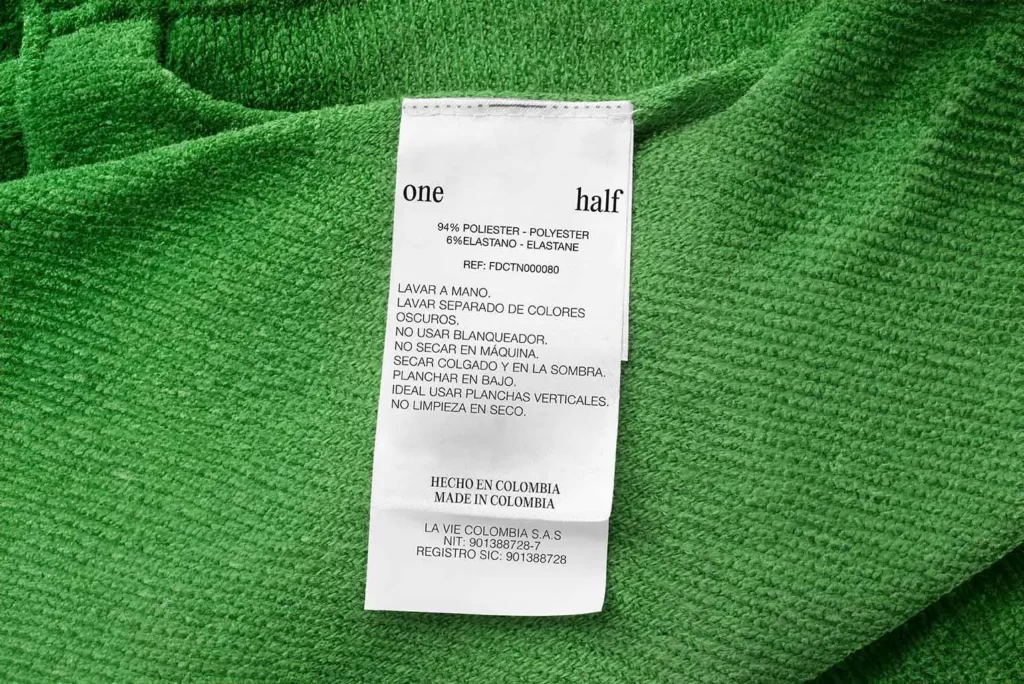 one half
94% POLIESTER - POLYESTER
6%ELASTANO - ELASTANE
REF: FDCTN000080
LAVAR A MANO.
LAVAR SEPARADO DE COLORES
OSCUROS.
NO USAR BLANQUEADOR.
NO SECAR EN MÁQUINA.
SECAR COLGADO Y EN LA SOMBRA.
PLANCHAR EN BAJO.
IDEAL USAR PLANCHAS VERTICALES.
NO LIMPIEZA EN SECO.
HECHO EN COLOMBIA
MADE IN COLOMBIA
LA VIE COLOMBIA S.A.S
NIT: 901388728-7
REGISTRO SIC: 901388728